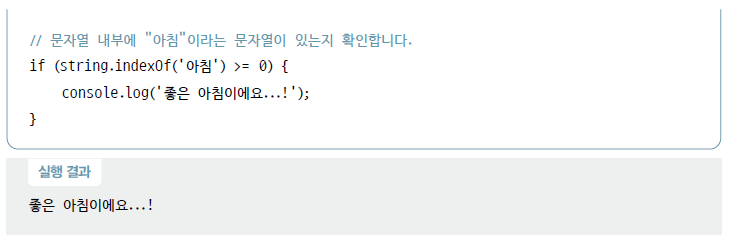 // 문자열 내부에 "아침"이라는 문자열이 있는지 확인합니다.
if (string.indexOf('아침') >= 0) {
    console.log('좋은 아침이에요...!');
}
실행 결과
좋은 아침이에요...!